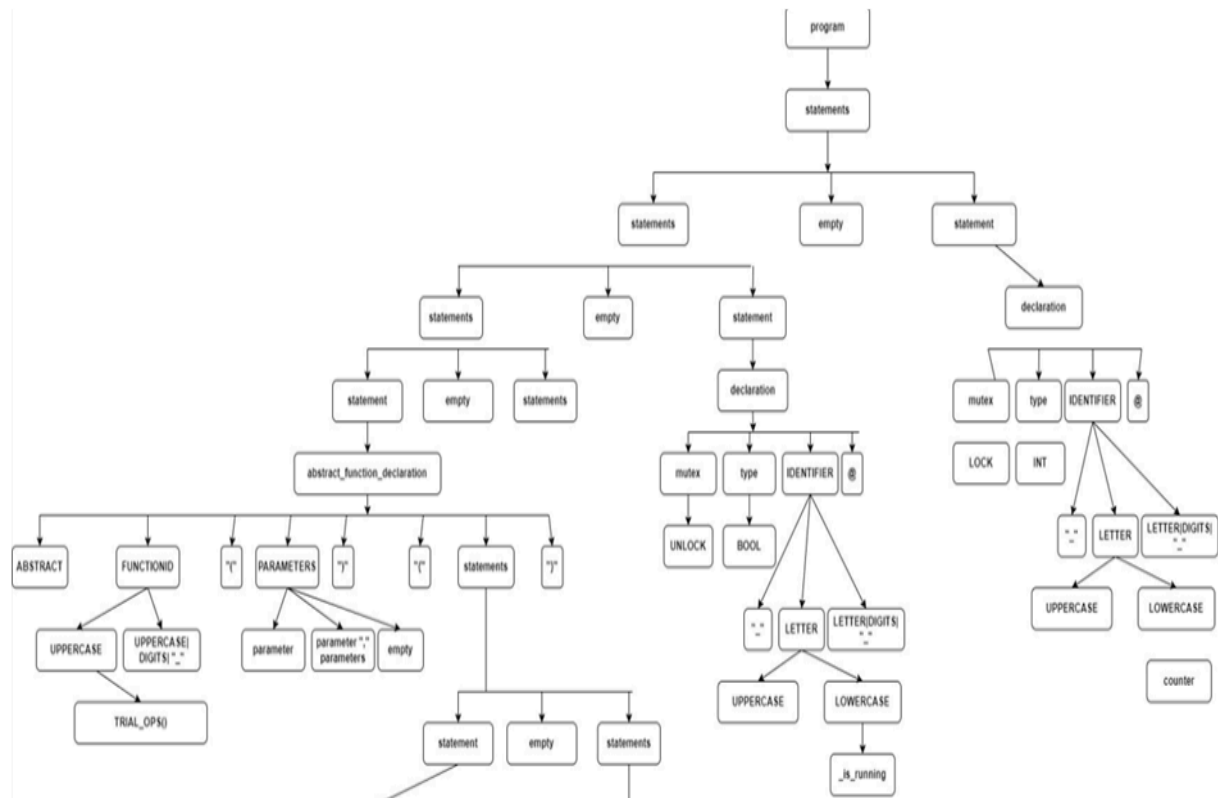 program
statements
statements
empty
statement
declaration
statements
empty
statement
mutex
type
IDENTIFIER
@
statement
empty
statements
declaration
LOCK
INT
abstract_function_declaration
mutex
type
IDENTIFIER
@
"_"
LETTER
LETTER|DIGITS|
"_"
ABSTRACT
FUNCTIONID
"("
PARAMETERS
")"
"{"
statements
"}"
UNLOCK
BOOL
UPPERCASE
LOWERCASE
UPPERCASE
UPPERCASE|
DIGITS| "_"
parameter
parameter ","
parameters
empty
"_"
LETTER
LETTER|DIGITS|
"_"
counter
TRIAL_OPS()
UPPERCASE
LOWERCASE
statement
empty
statements
_is_running